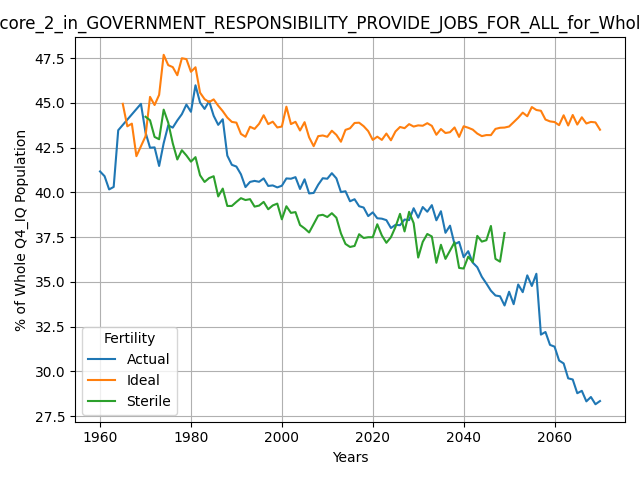 core_2_in_GOVERNMENT_RESPONSIBILITY_PROVIDE_JOBS_FOR_ALL_for_Whol
47.5
45.0
42.5
40.0
37.5
35.0
32.5
30.0
27.5
% of Whole Q4_IQ Population
Fertility
Actual
Ideal
Sterile
1960
1980
2000
2020
2040
2060
Years